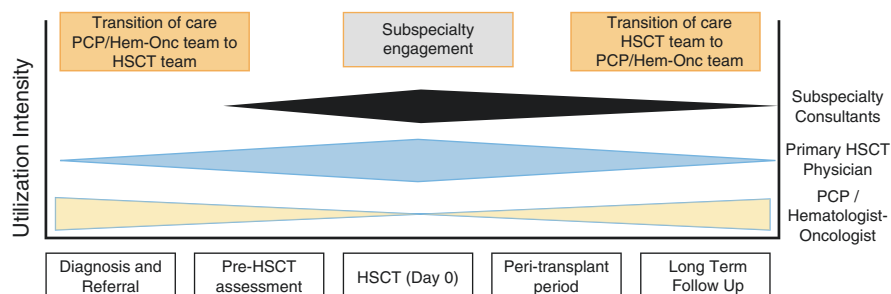 Transition of care
PCP/Hem-Onc team to
HSCT team
Subspecialty
engagement
Transition of care
HSCT team to
PCP/Hem-Onc team
Utilization Intensity
Subspecialty
Consultants
Primary HSCT
Physician
PCP /
Hematologist-
Oncologist
Diagnosis and
Referral
Pre-HSCT
assessment
HSCT (Day 0)
Peri-transplant
period
Long Term
Follow Up